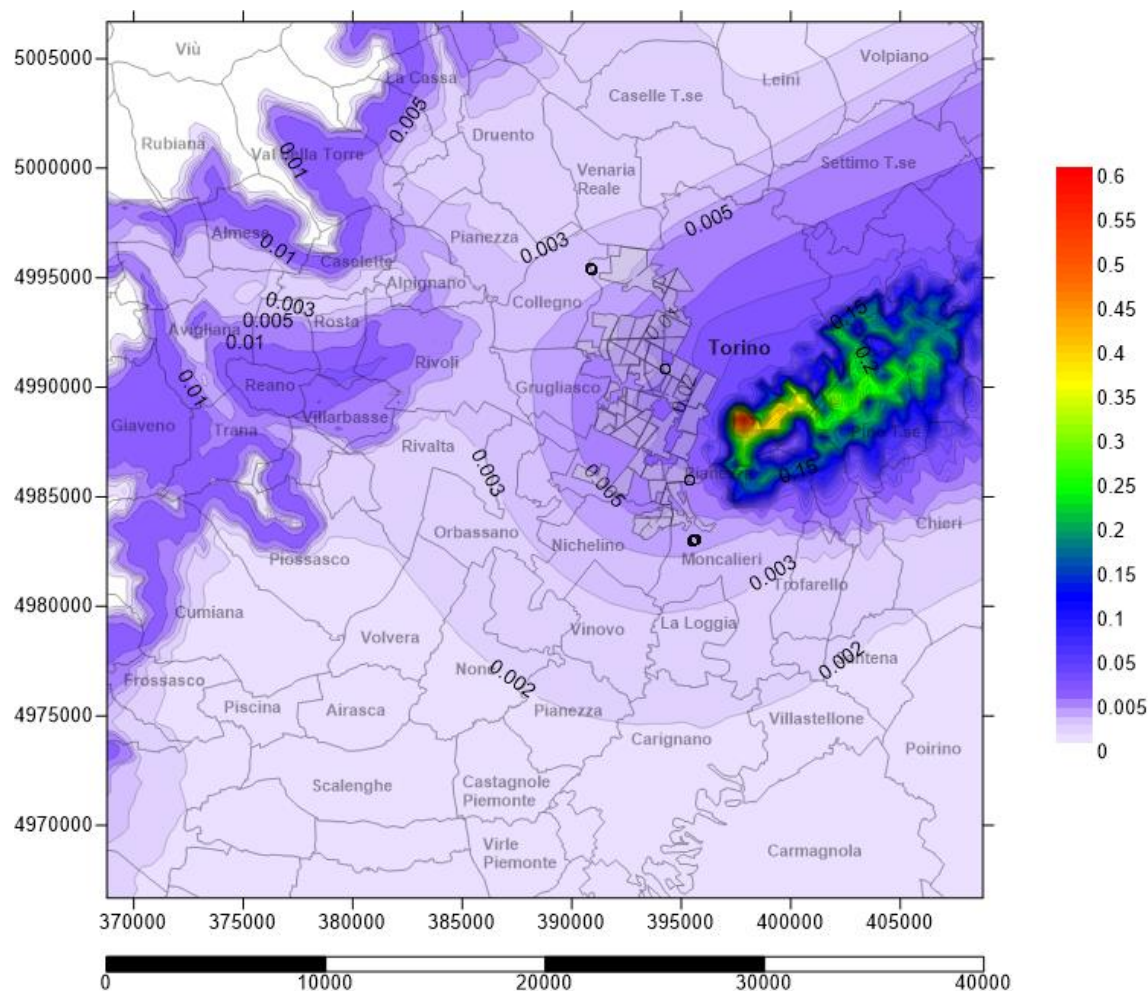 5005000
5000000
4995000
4990000
4985000
4980000
4975000
4970000
Viù
La Cassa
0.005
Rubiana
Val della Torre
0.01
Druento
Caselle T.se
Leinì
Volpiano
Venaria
Reale
Settimo T.se
0.005
Almese
0.01
Caselette
Pianezza
0.003
Alpignano
Collegno
0.003
0.005
Rosta
Avigliana
0.01
Rivoli
Torino
0.01
0.15
0.2
0.02
Grugliasco
Reano
0.01
Villarbasse
Giaveno
Trana
Rivalta
0.003
0.005
0.15
Orbassano
Nichelino
Moncalieri
Chieri
Piossasco
0.003
Trofarello
Cumiana
Volvera
Vinovo
La Loggia
None
0.002
0.002
Frossasco
Piscina
Airasca
Pianezza
Villastellone
Carignano
Poirino
Scalenghe
Castagnole
Piemonte
Virle
Piemonte
Carmagnola
370000 375000 380000 385000 390000 395000 400000 405000
0 10000 20000 30000 40000
0.6
0.55
0.5
0.45
0.4
0.35
0.3
0.25
0.2
0.15
0.1
0.05
0.005
0